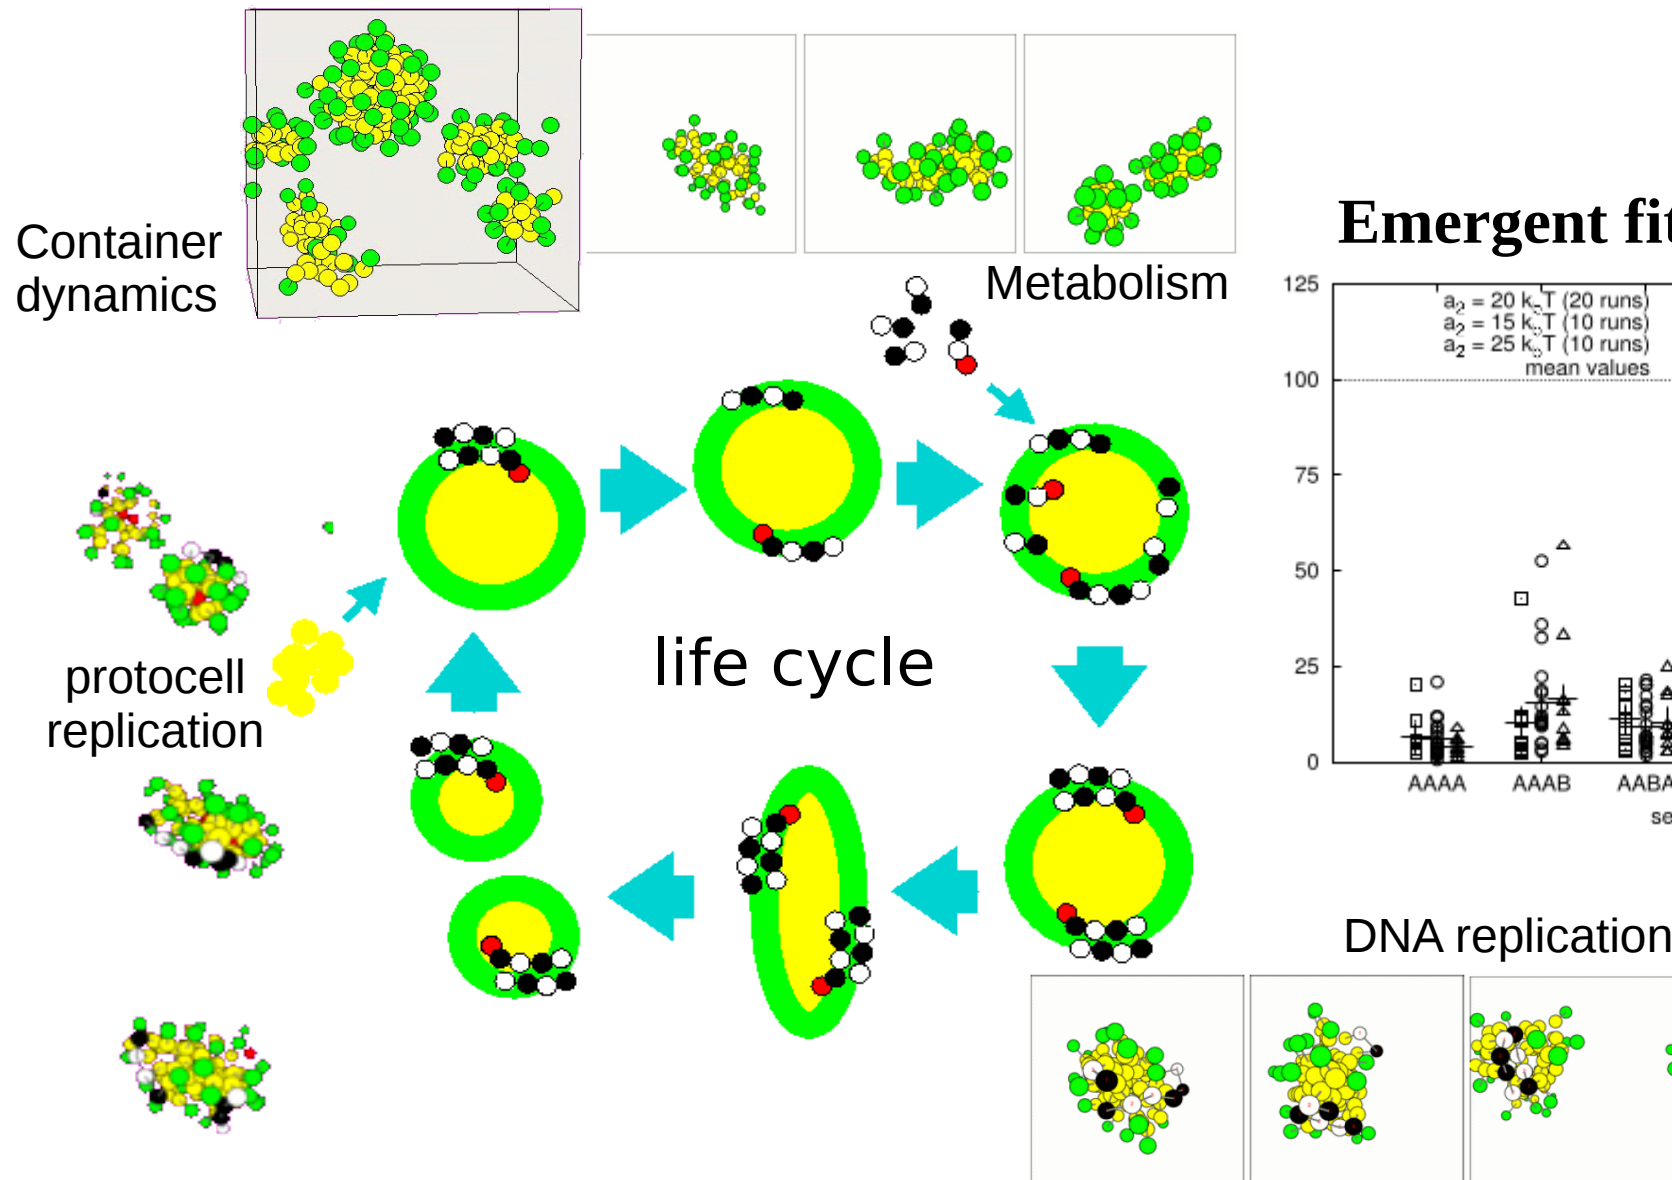 Container
dynamics
Metabolism
protocell
replication
life cycle
DNA replication
Emergent
125
100
75
50
25
0
a2 = 20 kBT (20 runs)
a2 = 15 kBT (10 runs)
a2 = 25 kBT (10 runs)
mean values
AAAA AAAB AABA